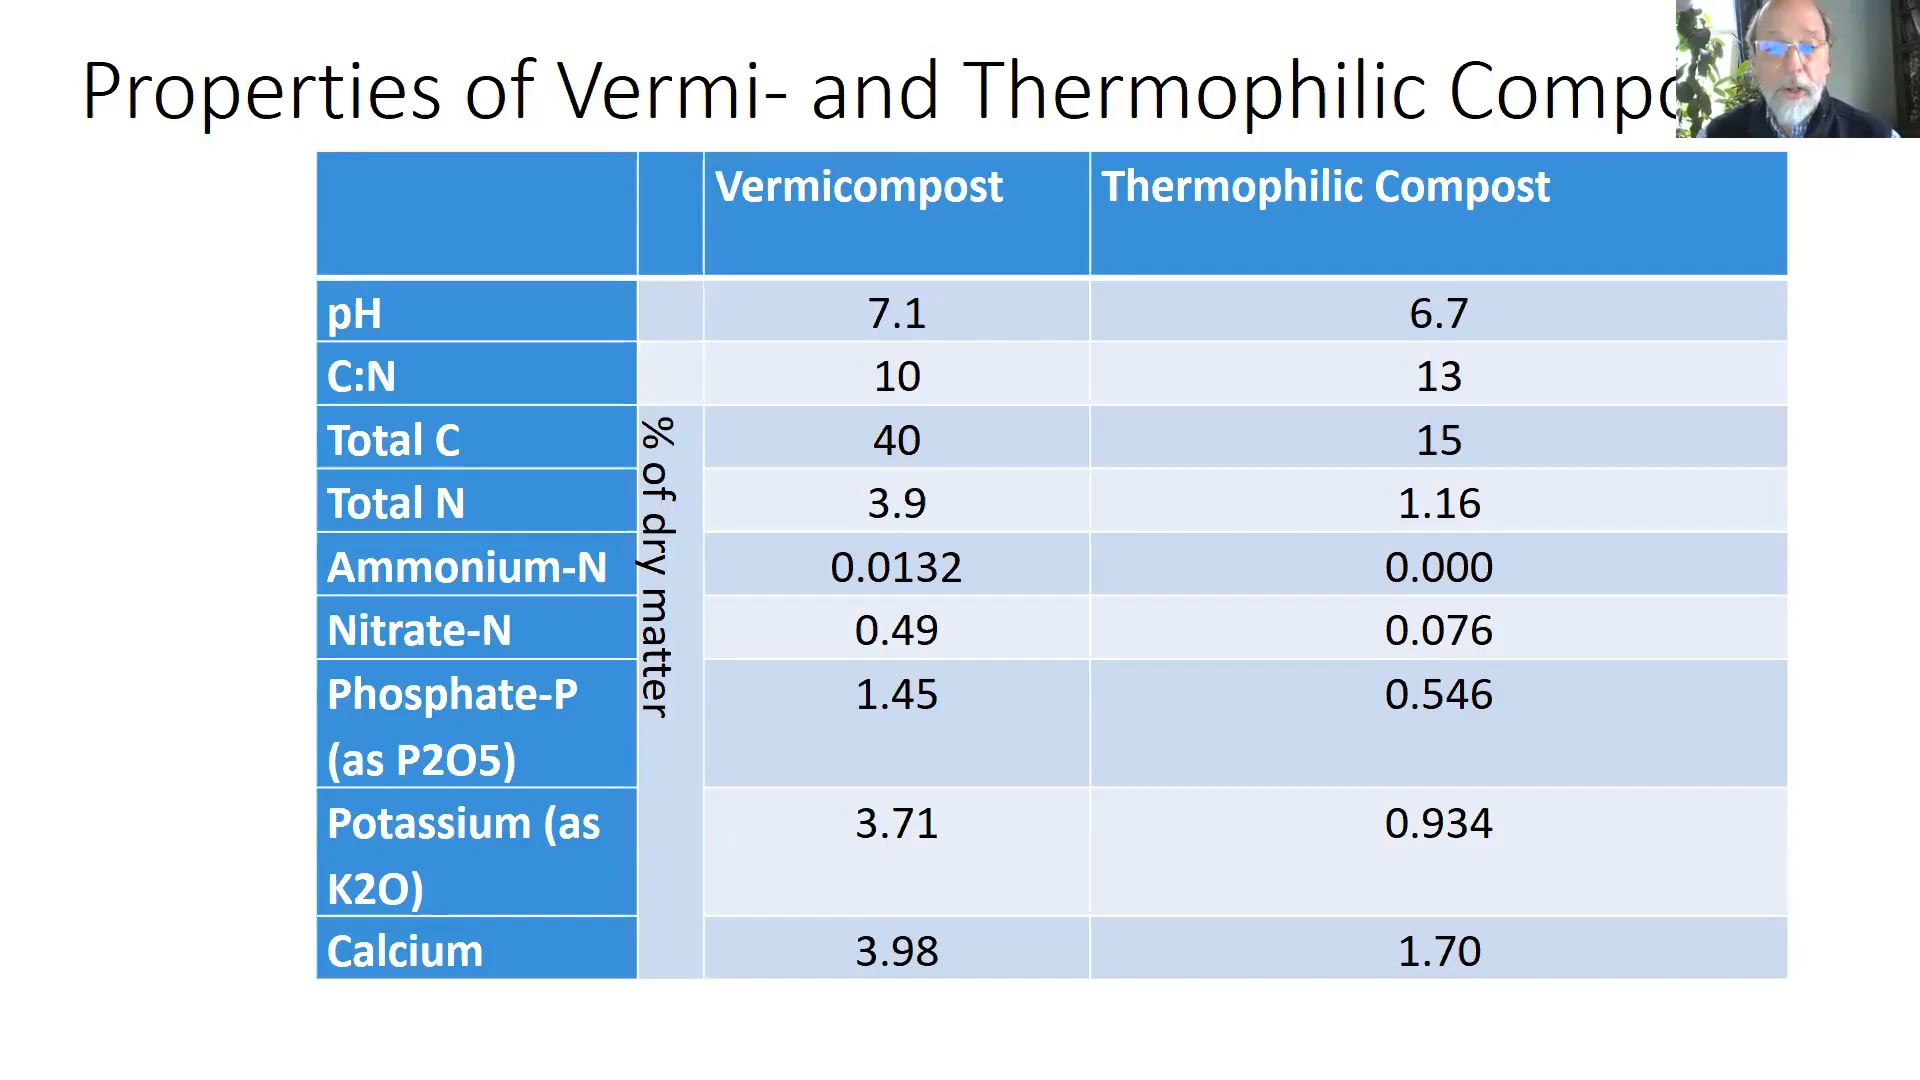 Properties of Vermi- and Thermophilic Compo
Vermicompost Thermophilic Compost
pH 7.1 6.7
C:N 10 13
% of dry matter
Total C 40 15
Total N 3.9 1.16
Ammonium-N 0.0132 0.000
Nitrate-N 0.49 0.076
Phosphate-P 1.45 0.546
(as P2O5)
Potassium (as 3.71 0.934
K2O)
Calcium 3.98 1.70